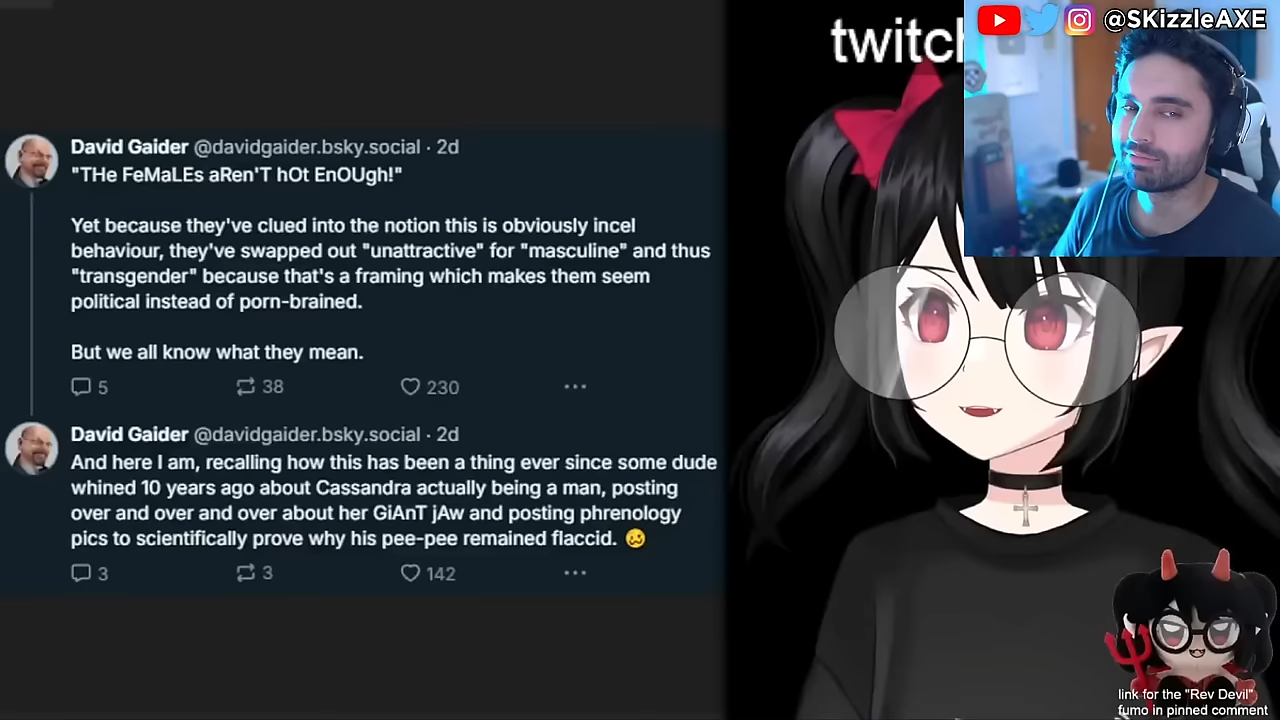 David Gaider @davidgaider.bsky.social · 2d
"THe FeMaLEs aRen'T hOt EnOUgh!"
Yet because they've clued into the notion this is obviously incel
behaviour, they've swapped out "unattractive" for "masculine" and thus
"transgender" because that's a framing which makes them seem
political instead of porn-brained.
But we all know what they mean.
5 38 230
David Gaider @davidgaider.bsky.social · 2d
And here I am, recalling how this has been a thing ever since some dude
whined 10 years ago about Cassandra actually being a man, posting
over and over and over about her GiAnT jAw and posting phrenology
pics to scientifically prove why his pee-pee remained flaccid. 🥴
3 3 142
twitch
@SKizzleAXE
link for the "Rev Devil"
fumo in pinned comment